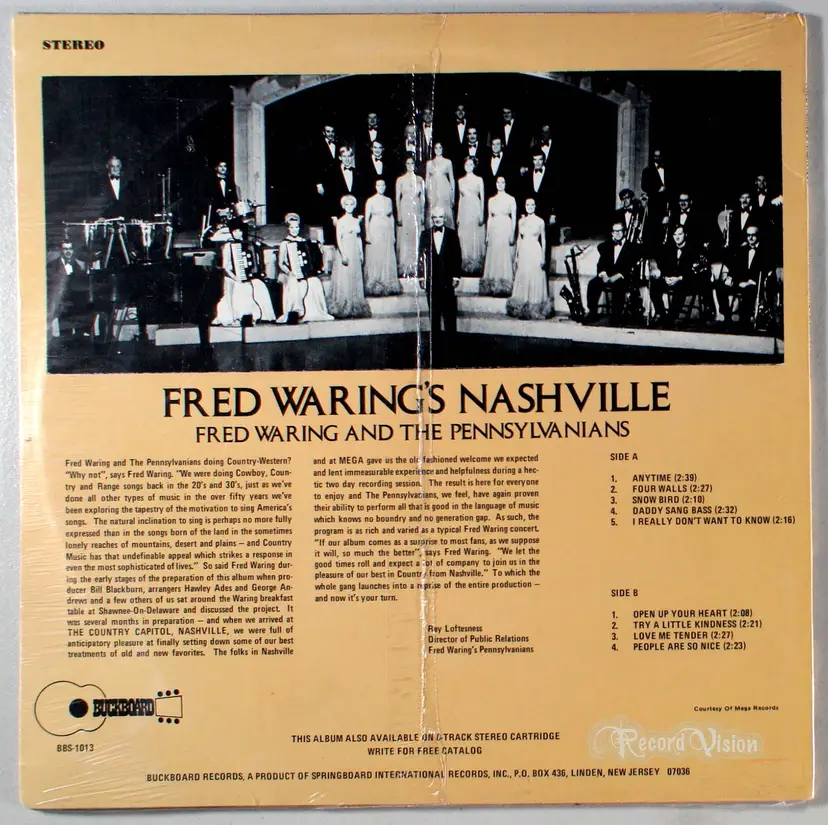 STEREO
FRED WARING'S NASHVILLE
FRED WARING AND THE PENNSYLVANIANS
Fred Waring and The Pennsylvanians doing Country-Western?
"Why not", says Fred Waring. "We were doing Cowboy, Coun-
try and Range songs back in the 20's and 30's, just as we've
done all other types of music in the over fifty years we've
been exploring the tapestry of the motivation to sing America's
songs. The natural inclination to sing is perhaps no more fully
expressed than in the songs born of the land in the sometimes
lonely reaches of mountains, desert and plains — and Country
Music has that undefinable appeal which strikes a response in
even the most sophisticated of lives." So said Fred Waring dur-
ing the early stages of the preparation of this album when pro-
ducer Bill Blackburn, arrangers Hawley Ades and George An-
drews and a few others of us sat around the Waring breakfast
table at Shawnee-On-Delaware and discussed the project. It
was several months in preparation — and when we arrived at
THE COUNTRY CAPITOL, NASHVILLE, we were full of
anticipatory pleasure at finally setting down some of our best
treatments of old and new favorites. The folks in Nashville
and at MEGA gave us the old fashioned welcome we expected
and lent immeasurable experience and helpfulness during a hec-
tic two day recording session. The result is here for everyone
to enjoy and The Pennsylvanians, we feel, have again proven
their ability to perform all that is good in the language of music
which knows no boundry and no generation gap. As such, the
program is as rich and varied as a typical Fred Waring concert.
"If our album comes as a surprise to most fans, as we suppose
it will, so much the better", says Fred Waring. "We let the
good times roll and expect a lot of company to join us in the
pleasure of our best in Country from Nashville." To which the
whole gang launches into a reprise of the entire production —
and now it's your turn.
Ray Loftesness
Director of Public Relations
Fred Waring's Pennsylvanians
SIDE A
1. ANYTIME (2:39)
2. FOUR WALLS (2:27)
3. SNOW BIRD (2:10)
4. DADDY SANG BASS (2:32)
5. I REALLY DON'T WANT TO KNOW (2:16)
SIDE B
1. OPEN UP YOUR HEART (2:08)
2. TRY A LITTLE KINDNESS (2:21)
3. LOVE ME TENDER (2:27)
4. PEOPLE ARE SO NICE (2:23)
Courtesy Of Mega Records
BUCKBOARD
BBS-1013
THIS ALBUM ALSO AVAILABLE ON 8-TRACK STEREO CARTRIDGE
WRITE FOR FREE CATALOG
Record Vision
BUCKBOARD RECORDS, A PRODUCT OF SPRINGBOARD INTERNATIONAL RECORDS, INC., P.O. BOX 436, LINDEN, NEW JERSEY 07036